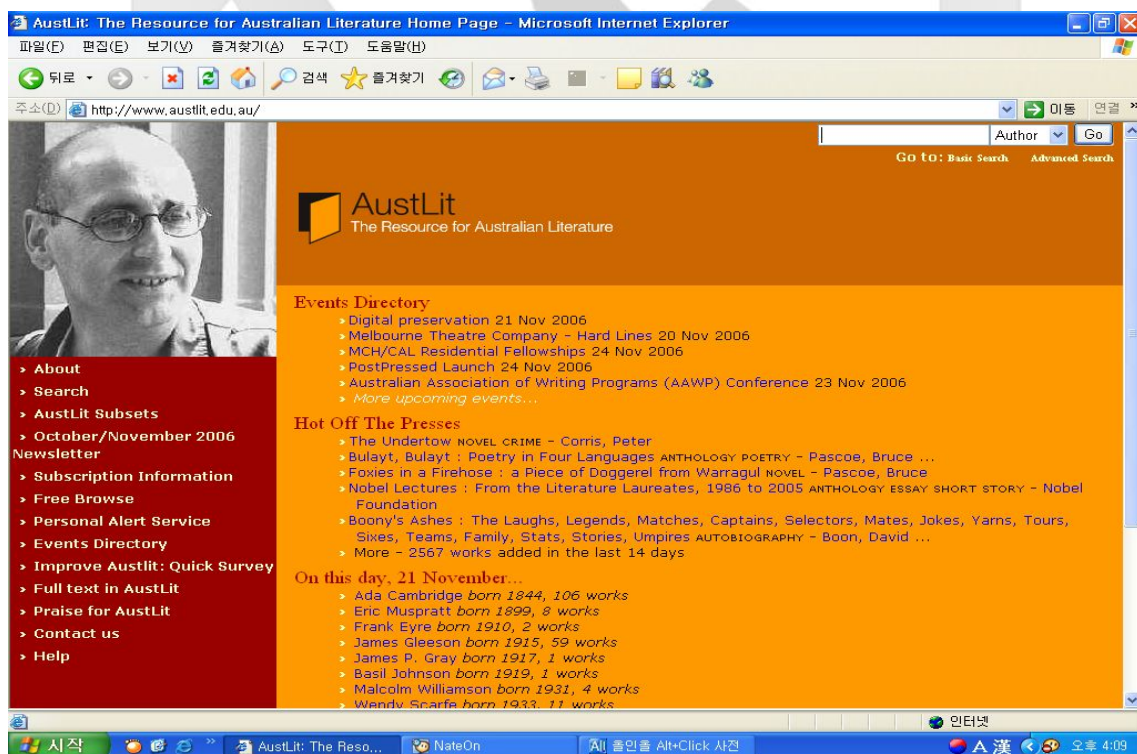 AustLit: The Resource for Australian Literature Home Page - Microsoft Internet Explorer
파일(F) 편집(E) 보기(V) 즐겨찾기(A) 도구(T) 도움말(H)
뒤로 검색 즐겨찾기
주소(D) http://www.austlit.edu.au/ 이동 연결 »
Author Go
Go to: Basic Search Advanced Search
AustLit
The Resource for Australian Literature
› About
› Search
› AustLit Subsets
› October/November 2006
Newsletter
› Subscription Information
› Free Browse
› Personal Alert Service
› Events Directory
› Improve Austlit: Quick Survey
› Full text in AustLit
› Praise for AustLit
› Contact us
› Help
Events Directory
› Digital preservation 21 Nov 2006
› Melbourne Theatre Company - Hard Lines 20 Nov 2006
› MCH/CAL Residential Fellowships 24 Nov 2006
› PostPressed Launch 24 Nov 2006
› Australian Association of Writing Programs (AAWP) Conference 23 Nov 2006
› More upcoming events...
Hot Off The Presses
› The Undertow NOVEL CRIME - Corris, Peter
› Bulayt, Bulayt : Poetry in Four Languages ANTHOLOGY POETRY - Pascoe, Bruce ...
› Foxies in a Firehose : a Piece of Doggerel from Warragul NOVEL - Pascoe, Bruce
› Nobel Lectures : From the Literature Laureates, 1986 to 2005 ANTHOLOGY ESSAY SHORT STORY - Nobel
Foundation
› Boony's Ashes : The Laughs, Legends, Matches, Captains, Selectors, Mates, Jokes, Yarns, Tours,
Sixes, Teams, Family, Stats, Stories, Umpires AUTOBIOGRAPHY - Boon, David ...
› More - 2567 works added in the last 14 days
On this day, 21 November...
› Ada Cambridge born 1844, 106 works
› Eric Muspratt born 1899, 8 works
› Frank Eyre born 1910, 2 works
› James Gleeson born 1915, 59 works
› James P. Gray born 1917, 1 works
› Basil Johnson born 1919, 1 works
› Malcolm Williamson born 1931, 4 works
› Wendy Scarfe born 1933, 11 works
인터넷
시작 » AustLit: The Reso... NateOn 올인올 Alt+Click 사전 A 漢 오후 4:09